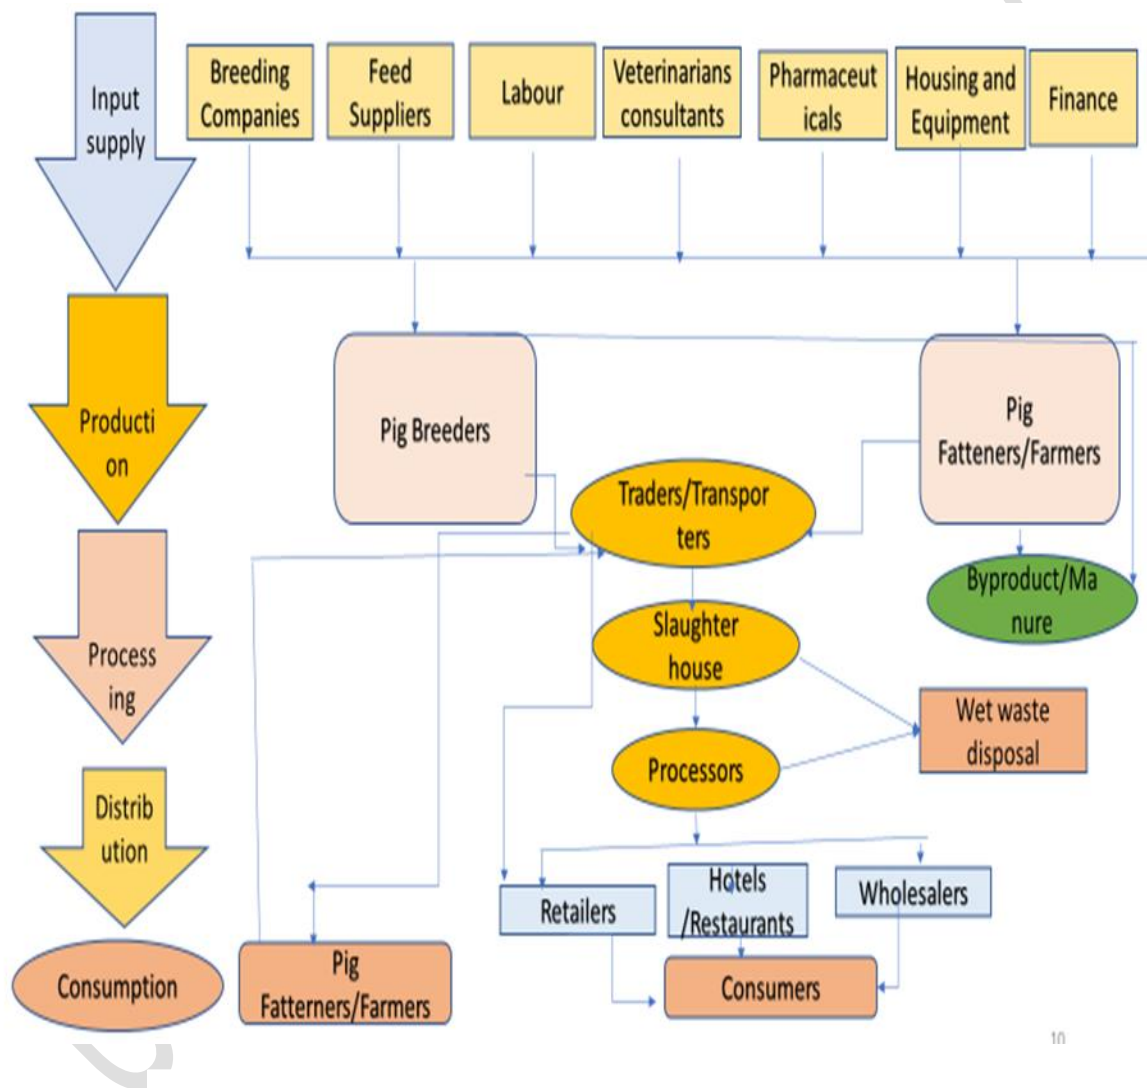 Input
supply
Breeding
Companies
Feed
Suppliers
Labour
Veterinarians
consultants
Pharmaceut
icals
Housing and
Equipment
Finance
Producti
on
Pig Breeders
Pig
Fatteners/Farmers
Traders/Transpor
ters
Byproduct/Ma
nure
Process
ing
Slaughter
house
Wet waste
disposal
Processors
Distrib
ution
Retailers
Hotels
/Restaurants
Wholesalers
Consumption
Pig
Fatterners/Farmers
Consumers
10